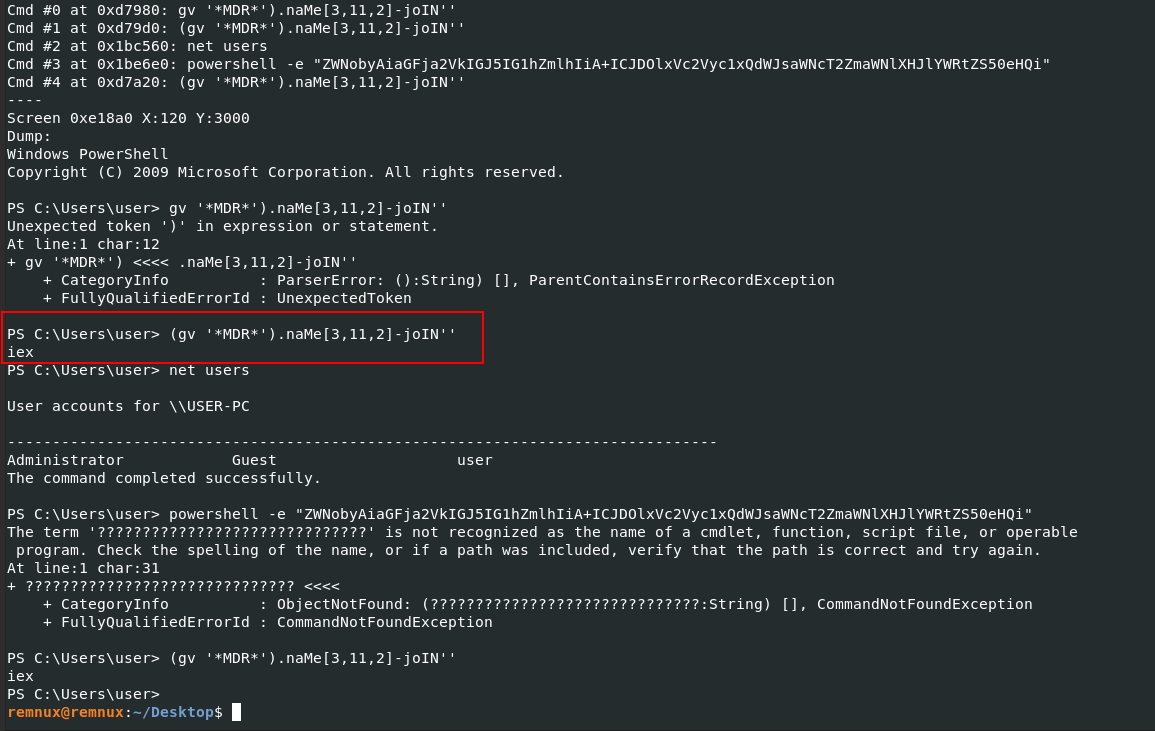 Cmd #0 at 0xd7980: gv '*MDR*').naMe[3,11,2]-joIN''
Cmd #1 at 0xd79d0: (gv '*MDR*').naMe[3,11,2]-joIN''
Cmd #2 at 0x1bc560: net users
Cmd #3 at 0x1be6e0: powershell -e "ZWNobyAiaGFja2VkIGJ5IG1hZmlhIiA+ICJDOlxVc2Vyc1xQdWJsaWNcT2ZmaWNlXHJlYWRtZS50eHQi"
Cmd #4 at 0xd7a20: (gv '*MDR*').naMe[3,11,2]-joIN''
----
Screen 0xe18a0 X:120 Y:3000
Dump:
Windows PowerShell
Copyright (C) 2009 Microsoft Corporation. All rights reserved.

PS C:\Users\user> gv '*MDR*').naMe[3,11,2]-joIN''
Unexpected token ')' in expression or statement.
At line:1 char:12
+ gv '*MDR*') <<<< .naMe[3,11,2]-joIN''
    + CategoryInfo          : ParserError: ():String) [], ParentContainsErrorRecordException
    + FullyQualifiedErrorId : UnexpectedToken

PS C:\Users\user> (gv '*MDR*').naMe[3,11,2]-joIN''
iex
PS C:\Users\user> net users

User accounts for \\USER-PC

-------------------------------------------------------------------------------
Administrator            Guest                    user
The command completed successfully.

PS C:\Users\user> powershell -e "ZWNobyAiaGFja2VkIGJ5IG1hZmlhIiA+ICJDOlxVc2Vyc1xQdWJsaWNcT2ZmaWNlXHJlYWRtZS50eHQi"
The term '??????????????????????????????' is not recognized as the name of a cmdlet, function, script file, or operable
 program. Check the spelling of the name, or if a path was included, verify that the path is correct and try again.
At line:1 char:31
+ ?????????????????????????????? <<<<
    + CategoryInfo          : ObjectNotFound: (??????????????????????????????:String) [], CommandNotFoundException
    + FullyQualifiedErrorId : CommandNotFoundException

PS C:\Users\user> (gv '*MDR*').naMe[3,11,2]-joIN''
iex
PS C:\Users\user>
remnux@remnux:~/Desktop$